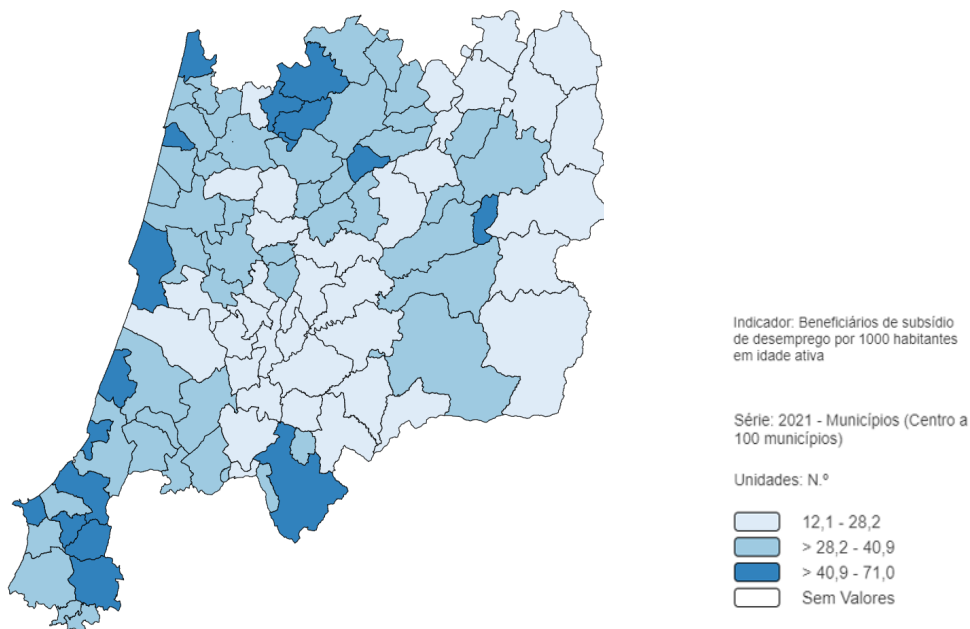 Indicador: Beneficiários de subsídio
de desemprego por 1000 habitantes
em idade ativa
Série: 2021 - Municípios (Centro a
100 municípios)
Unidades: N.º
12,1 - 28,2
> 28,2 - 40,9
> 40,9 - 71,0
Sem Valores